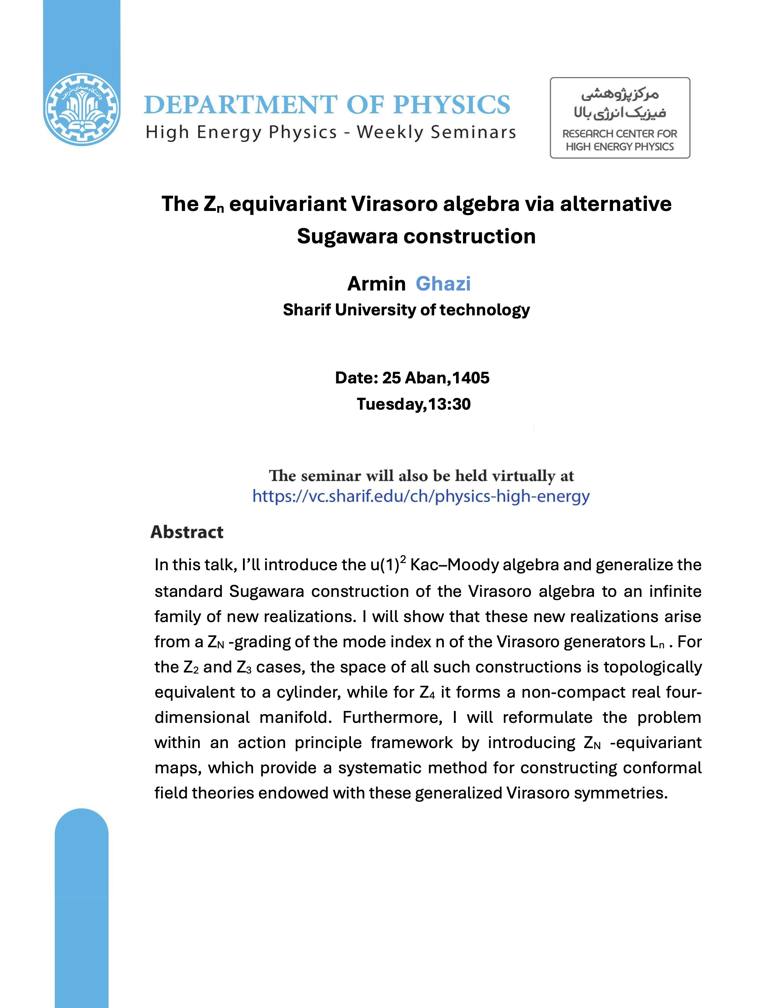 DEPARTMENT OF PHYSICS
High Energy Physics - Weekly Seminars
مرکز پژوهشی
فیزیک انرژی بالا
RESEARCH CENTER FOR
HIGH ENERGY PHYSICS
The Zₙ equivariant Virasoro algebra via alternative
Sugawara construction
Armin Ghazi
Sharif University of technology
Date: 25 Aban,1405
Tuesday,13:30
The seminar will also be held virtually at
https://vc.sharif.edu/ch/physics-high-energy
Abstract
In this talk, I’ll introduce the u(1)² Kac–Moody algebra and generalize the
standard Sugawara construction of the Virasoro algebra to an infinite
family of new realizations. I will show that these new realizations arise
from a Z_N -grading of the mode index n of the Virasoro generators Lₙ . For
the Z₂ and Z₃ cases, the space of all such constructions is topologically
equivalent to a cylinder, while for Z₄ it forms a non-compact real four-
dimensional manifold. Furthermore, I will reformulate the problem
within an action principle framework by introducing Z_N -equivariant
maps, which provide a systematic method for constructing conformal
field theories endowed with these generalized Virasoro symmetries.